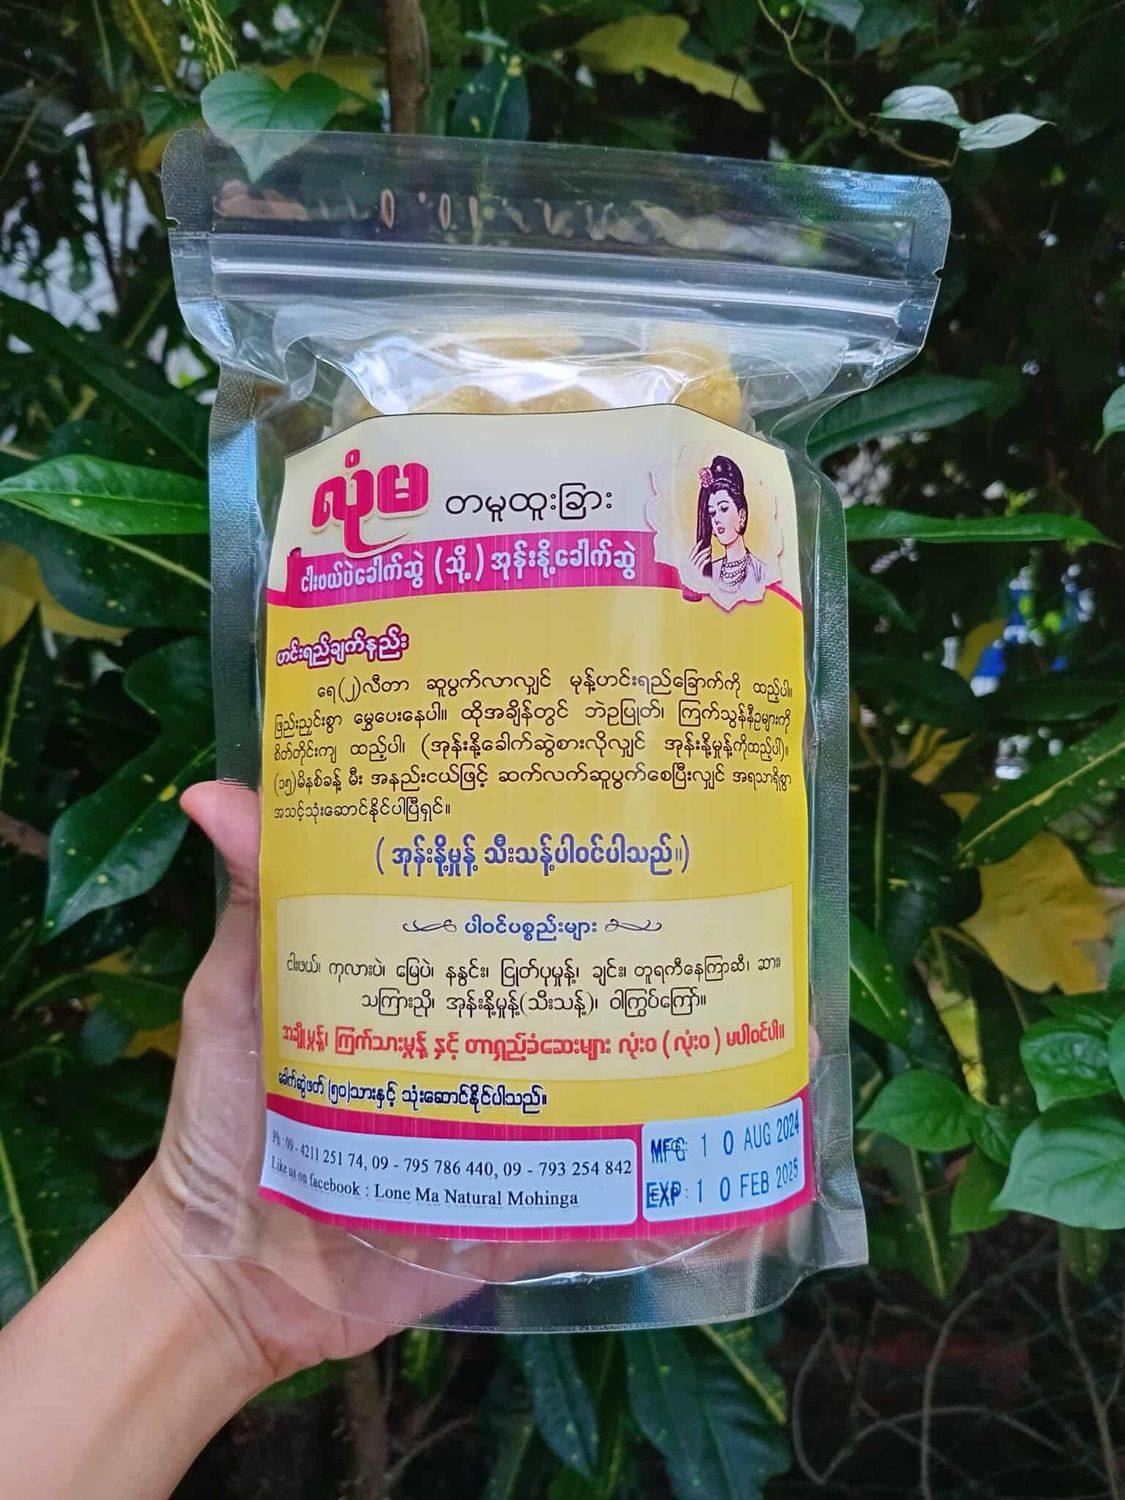 လုံမ တမူထူးခြား
ငါးဖယ်ပဲခေါက်ဆွဲ (သို့) အုန်းနို့ခေါက်ဆွဲ
ဟင်းရည်ချက်နည်း
ရေ(၂)လီတာ ဆူပွက်လာလျှင် မုန့်ဟင်းရည်ခြောက်ကို ထည့်ပါ။
ဖြည်းညှင်းစွာ မွှေပေးနေပါ။ ထိုအချိန်တွင် ဘဲဥပြုတ်၊ ကြက်သွန်နီဥများကို
စိတ်တိုင်းကျ ထည့်ပါ၊ (အုန်းနို့ခေါက်ဆွဲစားလိုလျှင် အုန်းနို့မှုန့်ကိုထည့်ပါ)။
(၁၅)မိနစ်ခန့် မီး အနည်းငယ်ဖြင့် ဆက်လက်ဆူပွက်စေပြီးလျှင် အရသာရှိစွာ
အသင့်သုံးဆောင်နိုင်ပါပြီရှင်။
( အုန်းနို့မှုန့် သီးသန့်ပါဝင်ပါသည်။)
ပါဝင်ပစ္စည်းများ
ငါးဖယ်၊ ကုလားပဲ၊ မြေပဲ၊ နနွင်း၊ ငြုတ်ပုမှုန့်၊ ချင်း၊ တူရကီနေကြာဆီ၊ ဆား၊
သကြားညို၊ အုန်းနို့မှုန့်(သီးသန့်)၊ ဝါကြွပ်ကြော်။
အချိုမှုန့်၊ ကြက်သားမှုန့် နှင့် တာရှည်ခံဆေးများ လုံးဝ ( လုံးဝ ) မပါဝင်ပါ။
ခေါက်ဆွဲဖတ် (၅၀)သားနှင့် သုံးဆောင်နိုင်ပါသည်။
Ph : 09 - 4211 251 74, 09 - 795 786 440, 09 - 793 254 842
Like us on facebook : Lone Ma Natural Mohinga
MFG: 1 0 AUG 2024
EXP : 1 0 FEB 2025